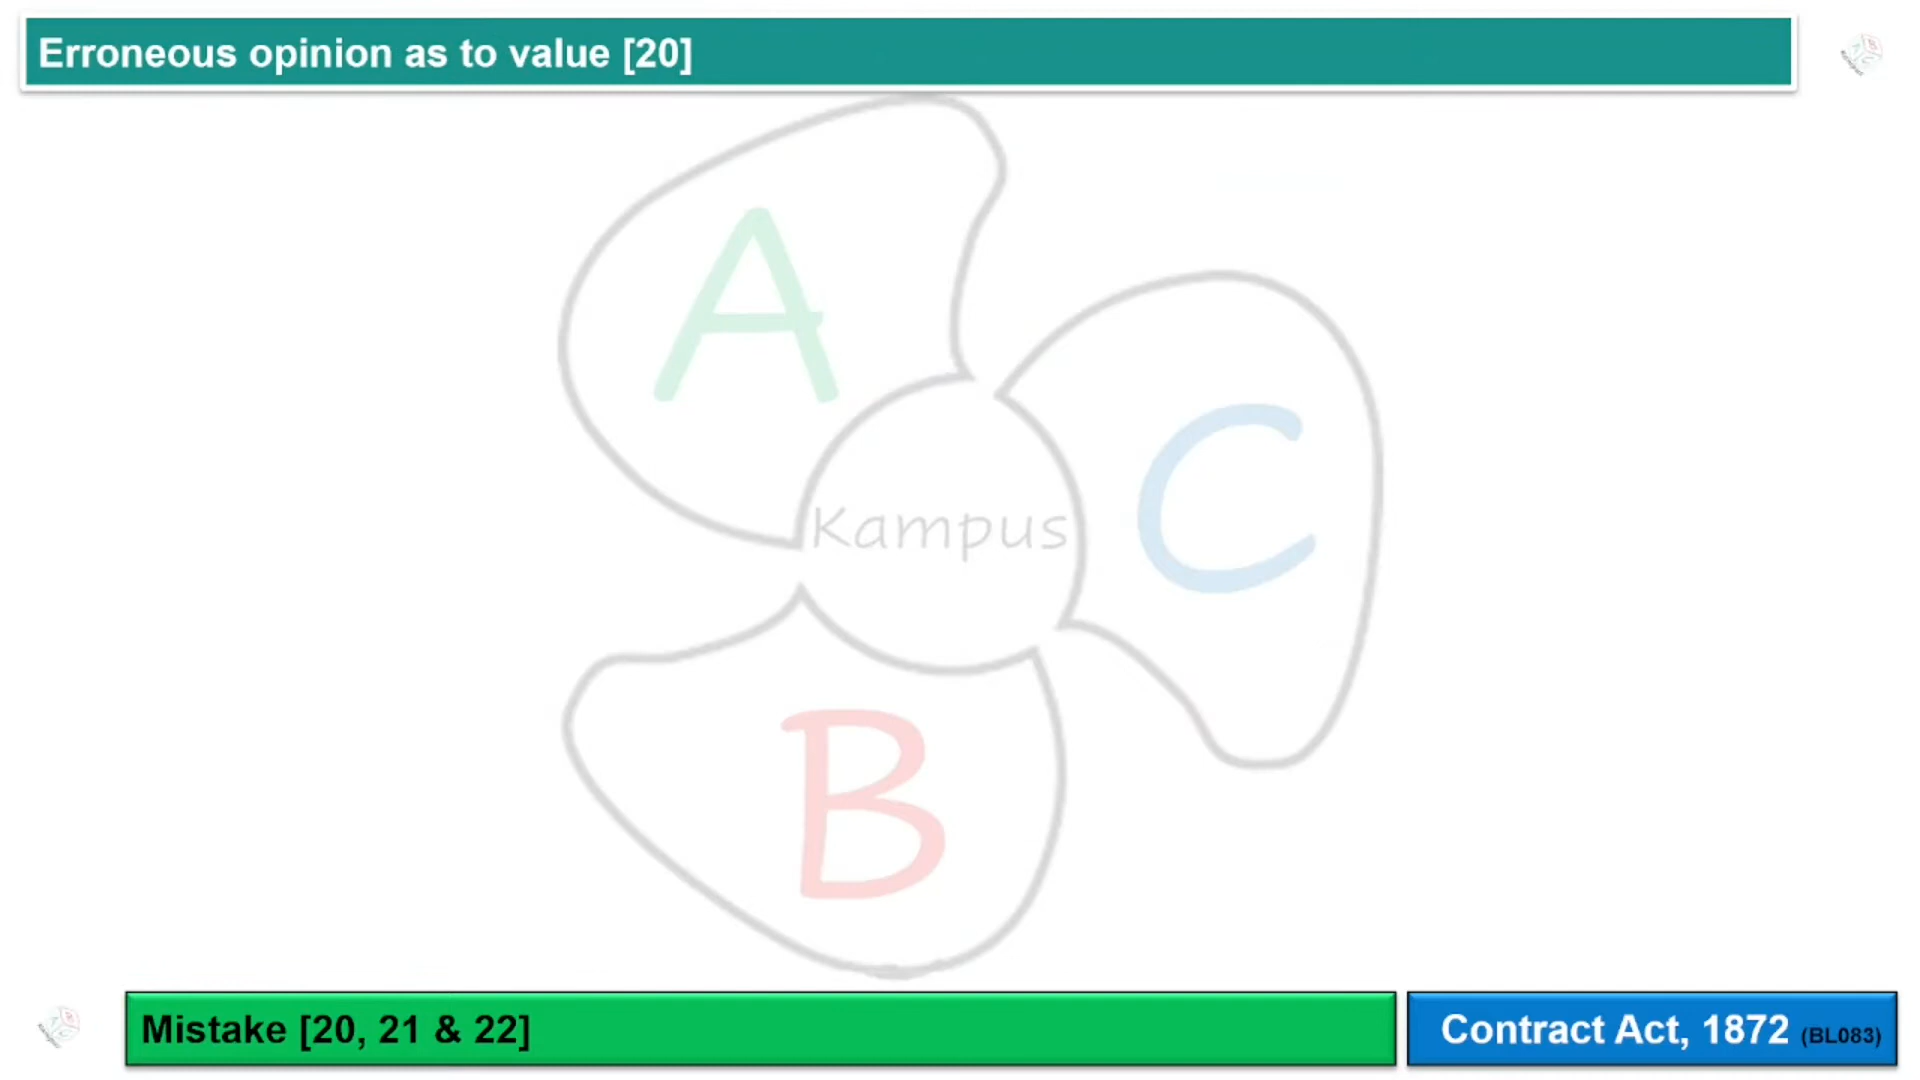 Erroneous opinion as to value [20]
A
C
Kampus
B
Mistake [20, 21 & 22]
Contract Act, 1872 (BL083)